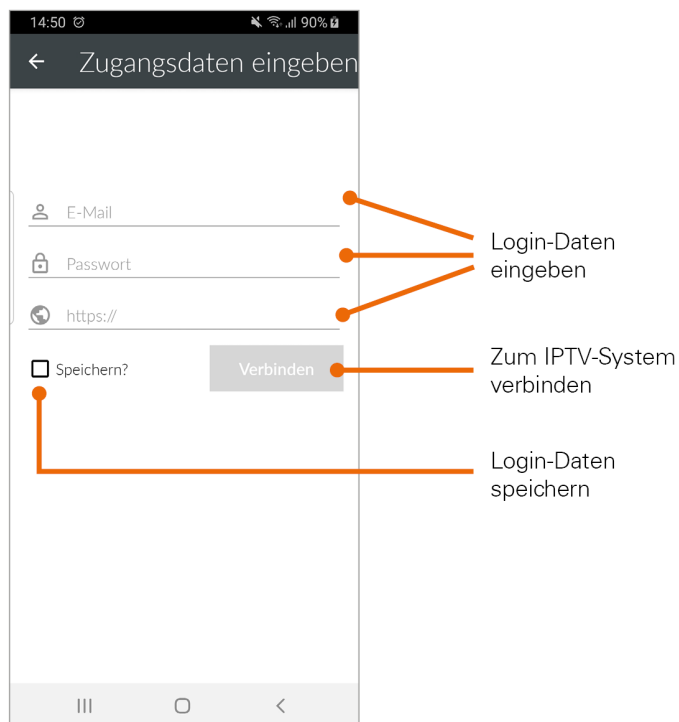 14:50
90%
Zugangsdaten eingeben
E-Mail
Passwort
https://
Speichern?
Verbinden
Login-Daten
eingeben
Zum IPTV-System
verbinden
Login-Daten
speichern